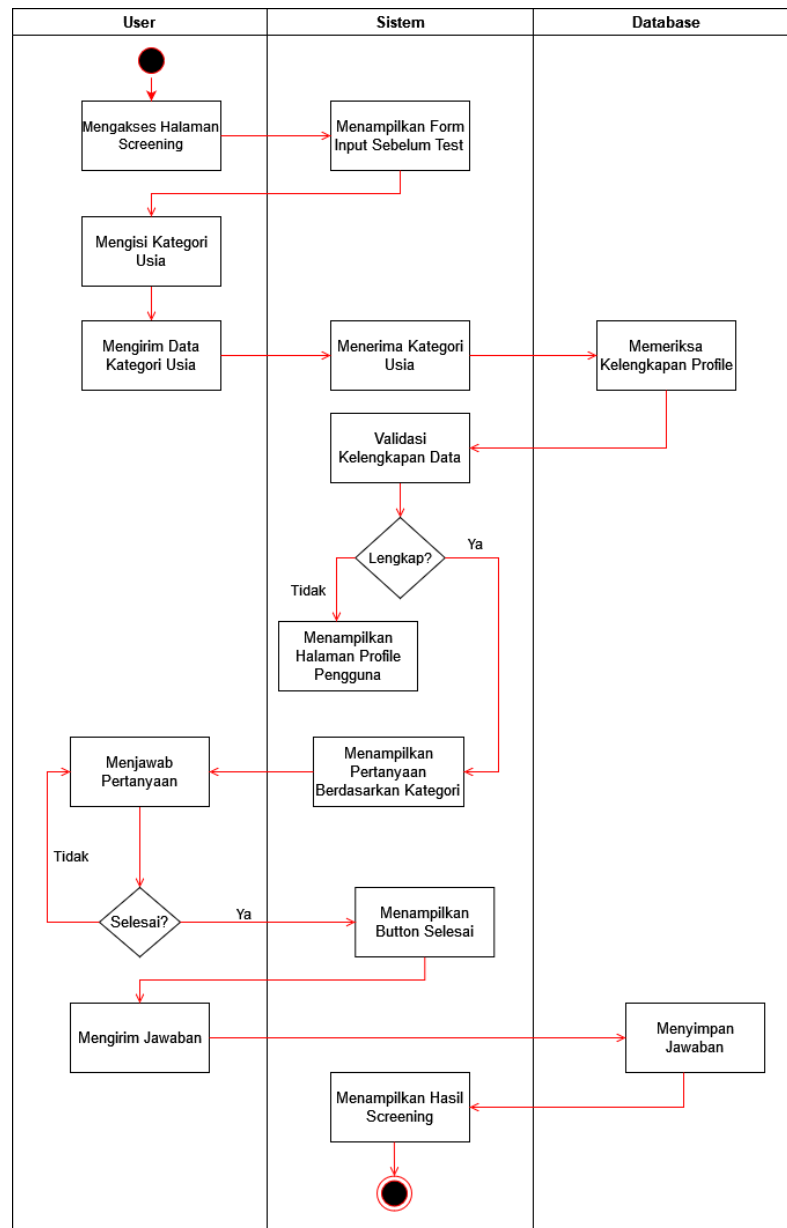 User
Sistem
Database
Mengakses Halaman
Screening
Menampilkan Form
Input Sebelum Test
Mengisi Kategori
Usia
Mengirim Data
Kategori Usia
Menerima Kategori
Usia
Memeriksa
Kelengkapan Profile
Validasi
Kelengkapan Data
Lengkap?
Ya
Tidak
Menampilkan
Halaman Profile
Pengguna
Menjawab
Pertanyaan
Menampilkan
Pertanyaan
Berdasarkan Kategori
Tidak
Selesai?
Ya
Menampilkan
Button Selesai
Mengirim Jawaban
Menyimpan
Jawaban
Menampilkan Hasil
Screening